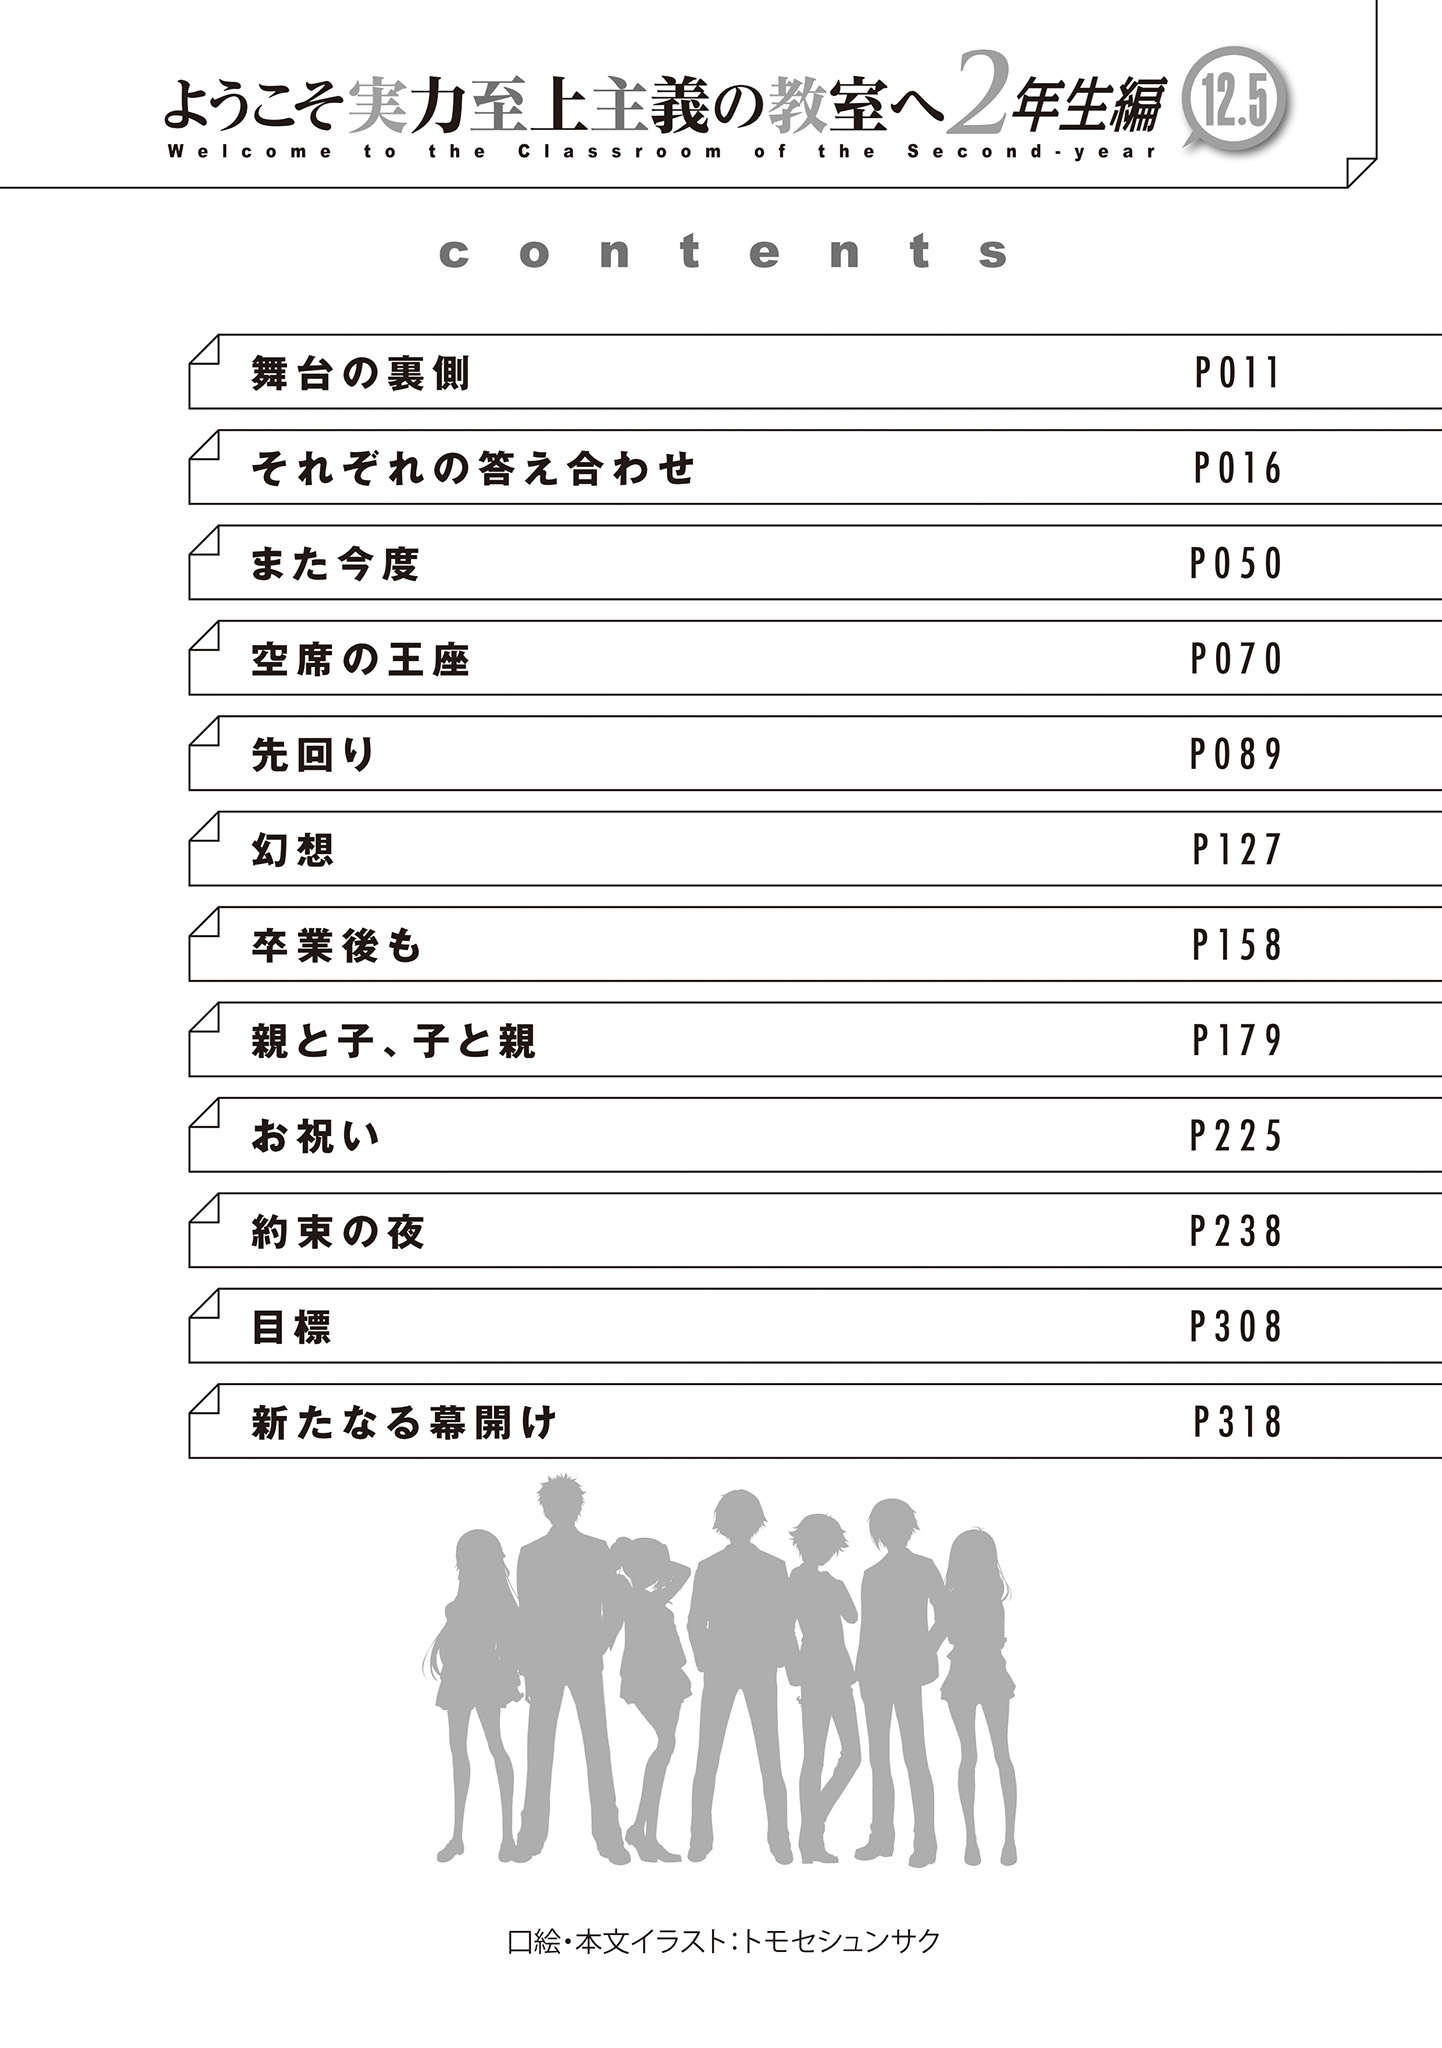 ようこそ実力至上主義の教室へ2年生編 12.5
Welcome to the Classroom of the Second-year
contents
舞台の裏側 P011
それぞれの答え合わせ P016
また今度 P050
空席の王座 P070
先回り P089
幻想 P127
卒業後も P158
親と子、子と親 P179
お祝い P225
約束の夜 P238
目標 P308
新たなる幕開け P318
口絵・本文イラスト：トモセシュンサク